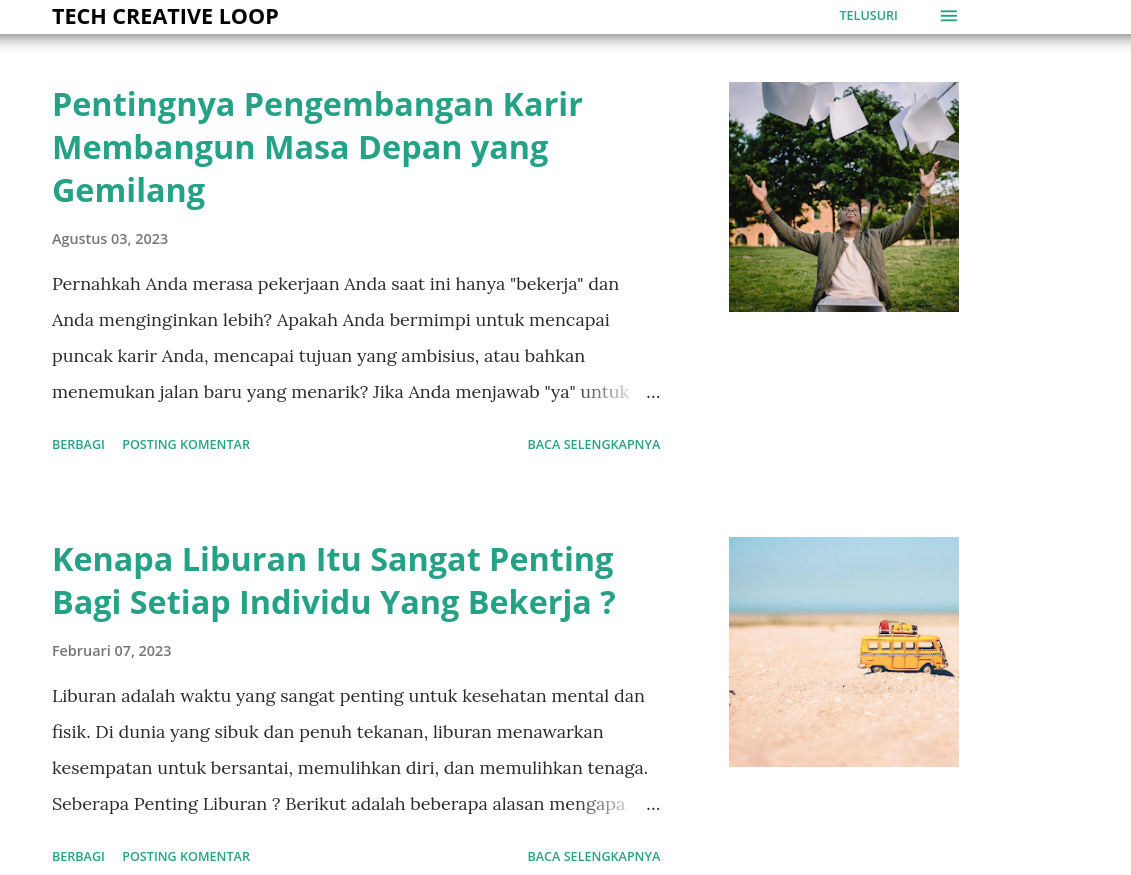 TECH CREATIVE LOOP
TELUSURI
Pentingnya Pengembangan Karir
Membangun Masa Depan yang
Gemilang
Agustus 03, 2023
Pernahkah Anda merasa pekerjaan Anda saat ini hanya "bekerja" dan
Anda menginginkan lebih? Apakah Anda bermimpi untuk mencapai
puncak karir Anda, mencapai tujuan yang ambisius, atau bahkan
menemukan jalan baru yang menarik? Jika Anda menjawab "ya" untuk …
BERBAGI POSTING KOMENTAR BACA SELENGKAPNYA
Kenapa Liburan Itu Sangat Penting
Bagi Setiap Individu Yang Bekerja ?
Februari 07, 2023
Liburan adalah waktu yang sangat penting untuk kesehatan mental dan
fisik. Di dunia yang sibuk dan penuh tekanan, liburan menawarkan
kesempatan untuk bersantai, memulihkan diri, dan memulihkan tenaga.
Seberapa Penting Liburan ? Berikut adalah beberapa alasan mengapa …
BERBAGI POSTING KOMENTAR BACA SELENGKAPNYA